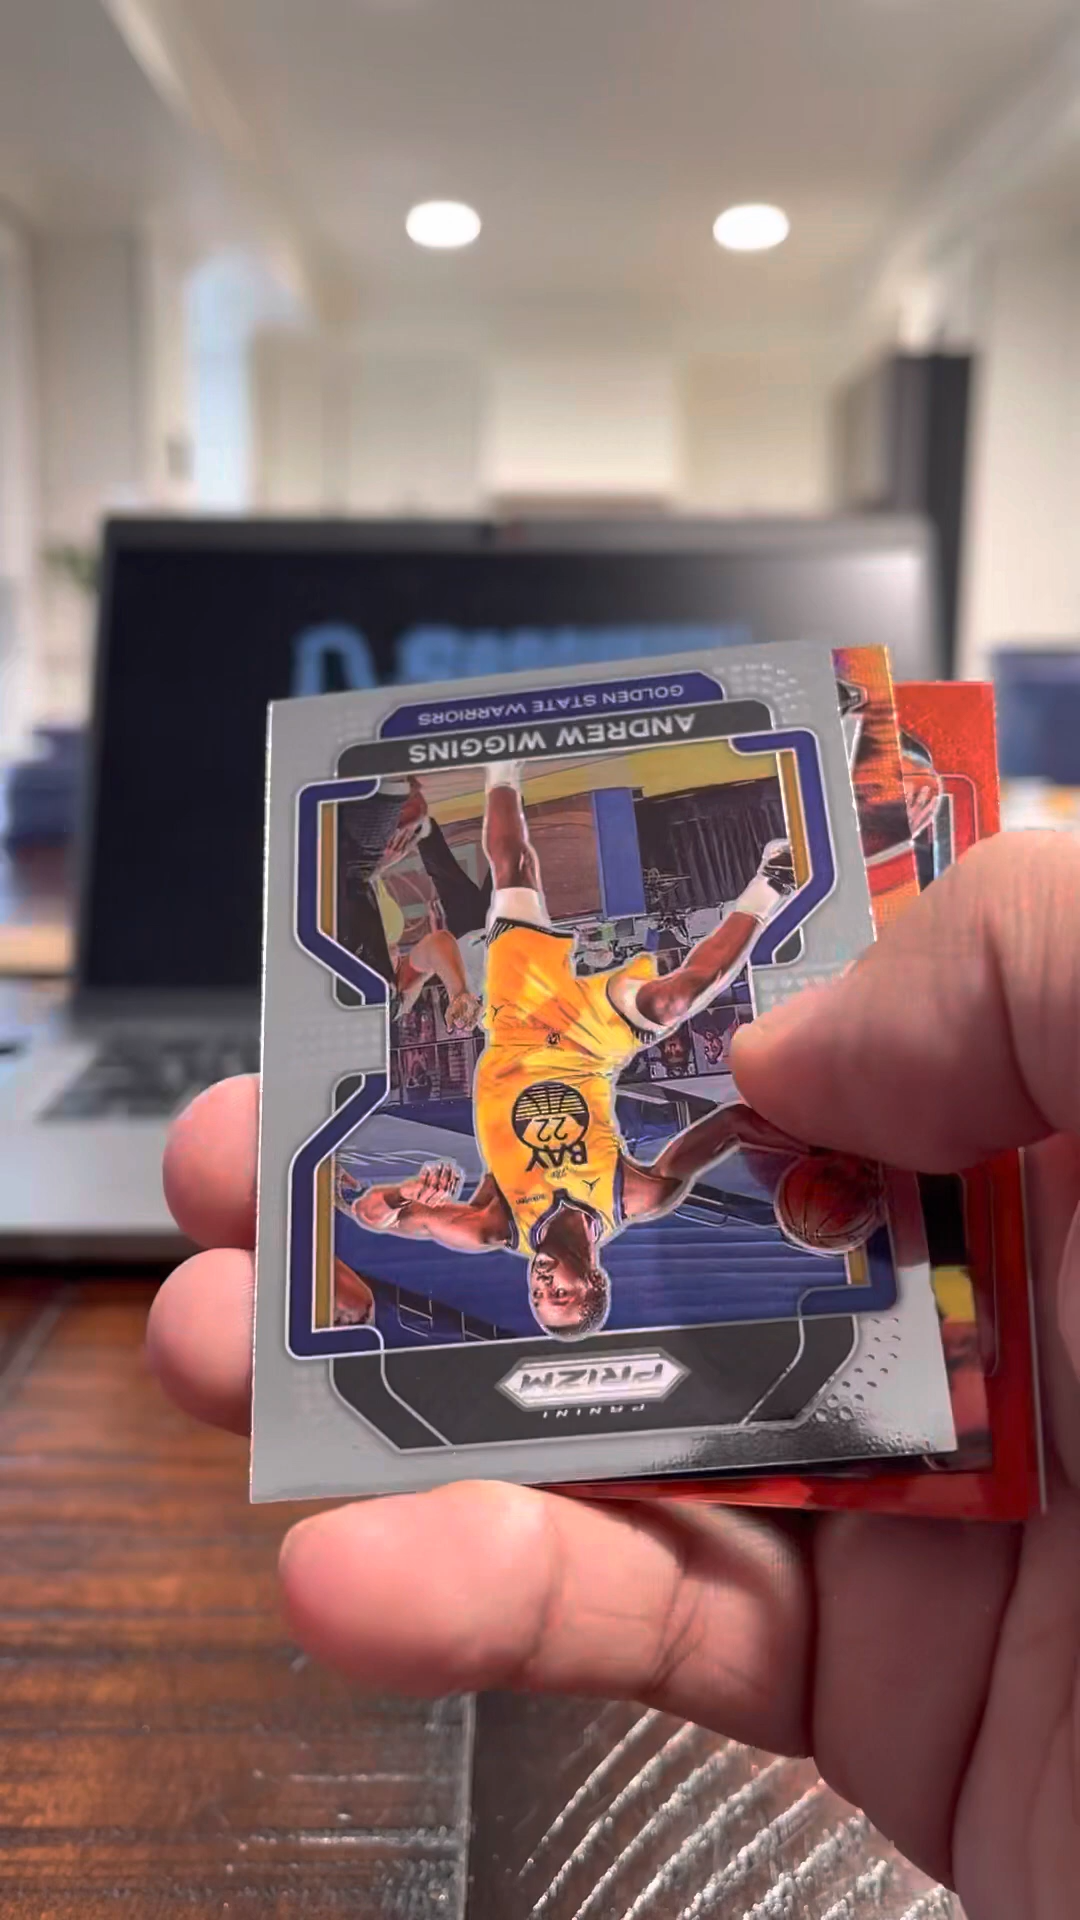 GOLDEN STATE WARRIORS
ANDREW WIGGINS
BAY
22
PRIZM
PANINI